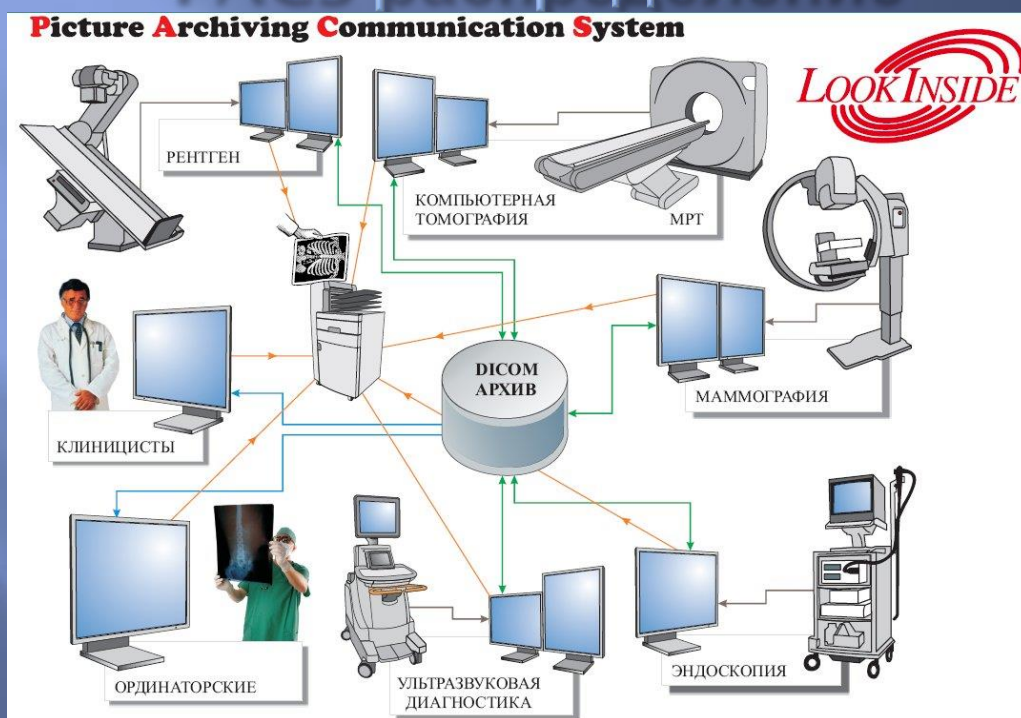 Picture Archiving Communication System
LOOKINSIDE
РЕНТГЕН
КОМПЬЮТЕРНАЯ
ТОМОГРАФИЯ
МРТ
DICOM
АРХИВ
МАММОГРАФИЯ
КЛИНИЦИСТЫ
ОРДИНАТОРСКИЕ
УЛЬТРАЗВУКОВАЯ
ДИАГНОСТИКА
ЭНДОСКОПИЯ